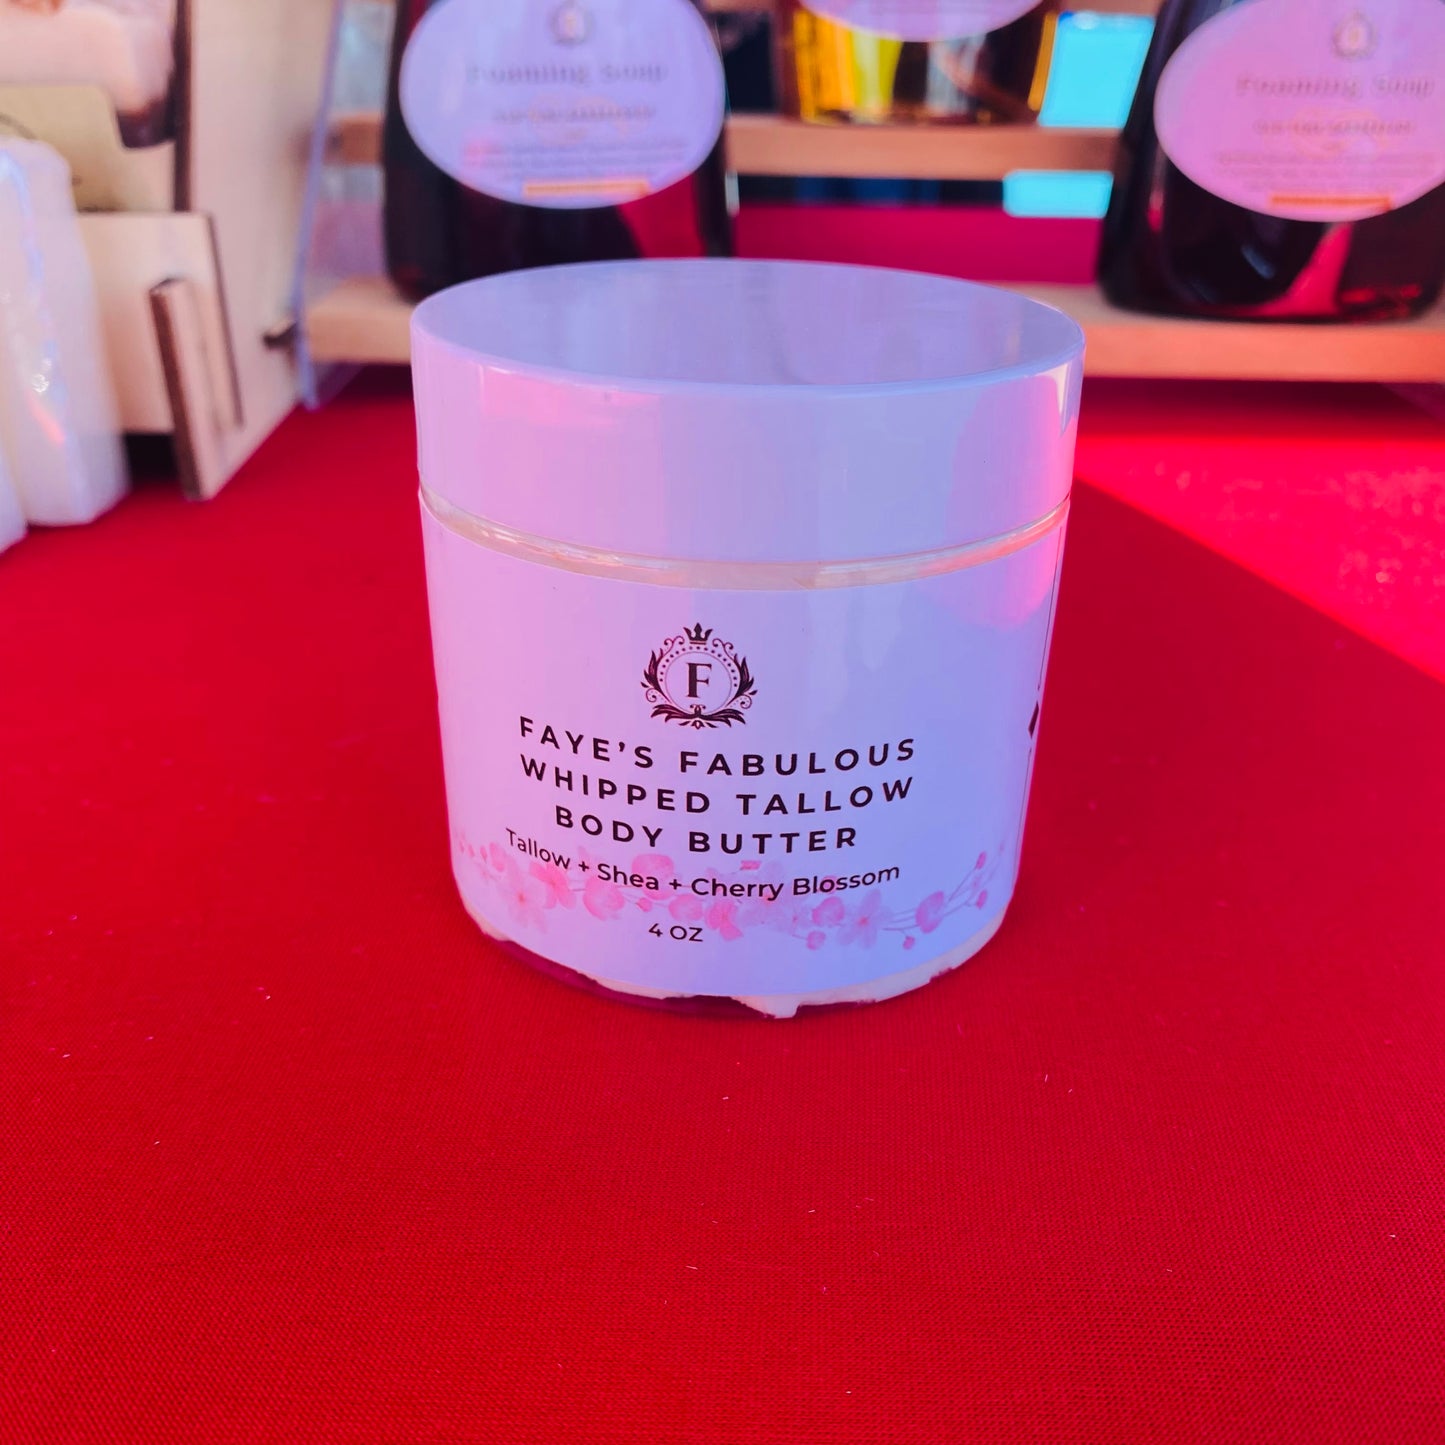 Foaming Soap
Foaming Soap
F
FAYE'S FABULOUS
WHIPPED TALLOW
BODY BUTTER
Tallow + Shea + Cherry Blossom
4 OZ